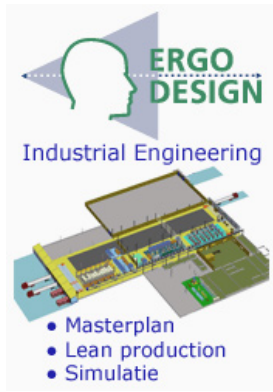 ERGO
DESIGN
Industrial Engineering
• Masterplan
• Lean production
• Simulatie